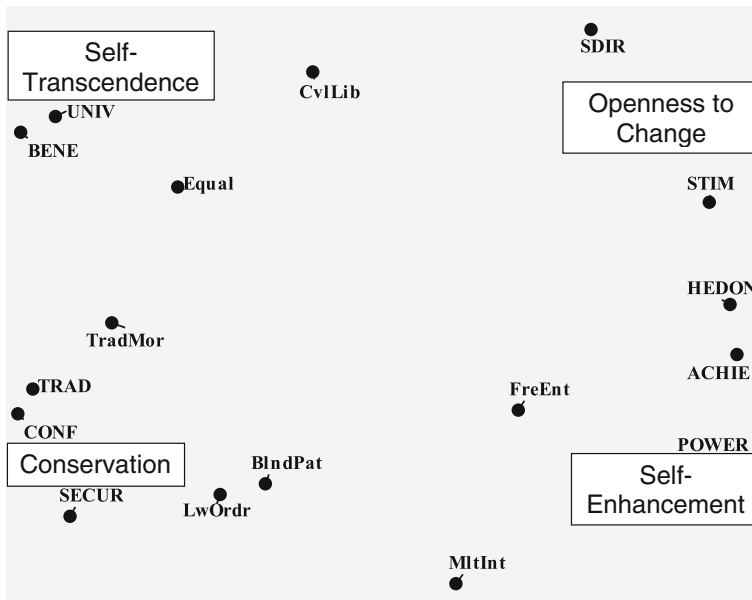 SDIR
Self-
Transcendence
CvlLib
Openness to
Change
UNIV
BENE
Equal
STIM
HEDON
TradMor
ACHIE
TRAD
FreEnt
CONF
POWER
Conservation
BlndPat
Self-
Enhancement
SECUR
LwOrdr
MltInt